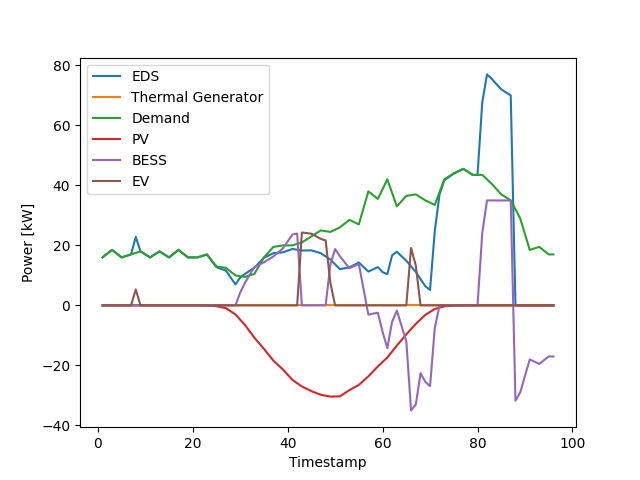 80
60
40
20
0
−20
−40
Power [kW]
EDS
Thermal Generator
Demand
PV
BESS
EV
0 20 40 60 80 100
Timestamp